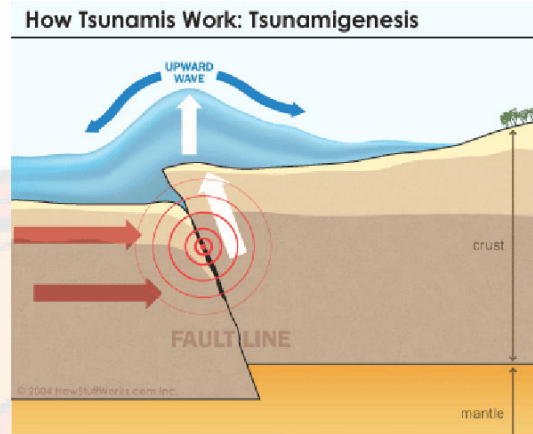 How Tsunamis Work: Tsunamigenesis
UPWARD
WAVE
crust
FAULT LINE
© 2004 HowStuffWorks.com Inc.
mantle